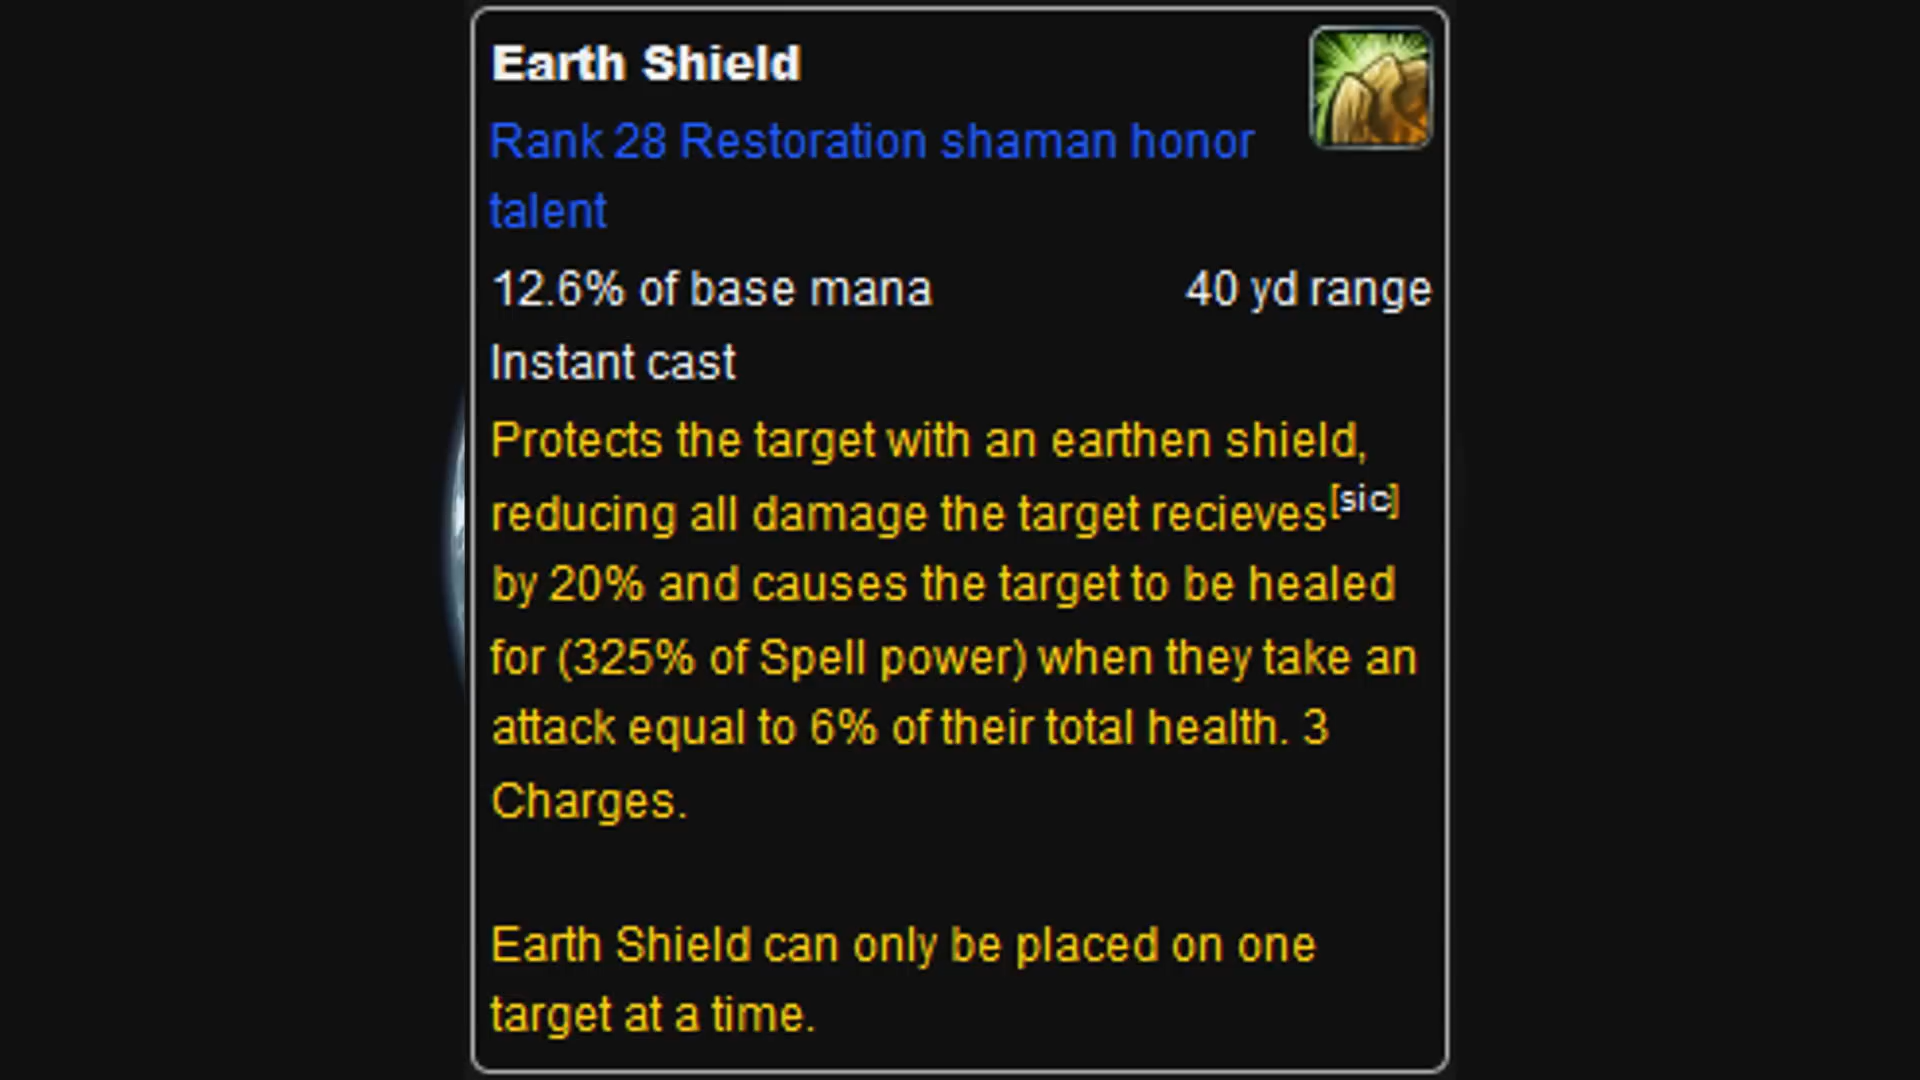 Earth Shield
Rank 28 Restoration shaman honor
talent
12.6% of base mana 40 yd range
Instant cast
Protects the target with an earthen shield,
reducing all damage the target recieves[sic]
by 20% and causes the target to be healed
for (325% of Spell power) when they take an
attack equal to 6% of their total health. 3
Charges.
Earth Shield can only be placed on one
target at a time.